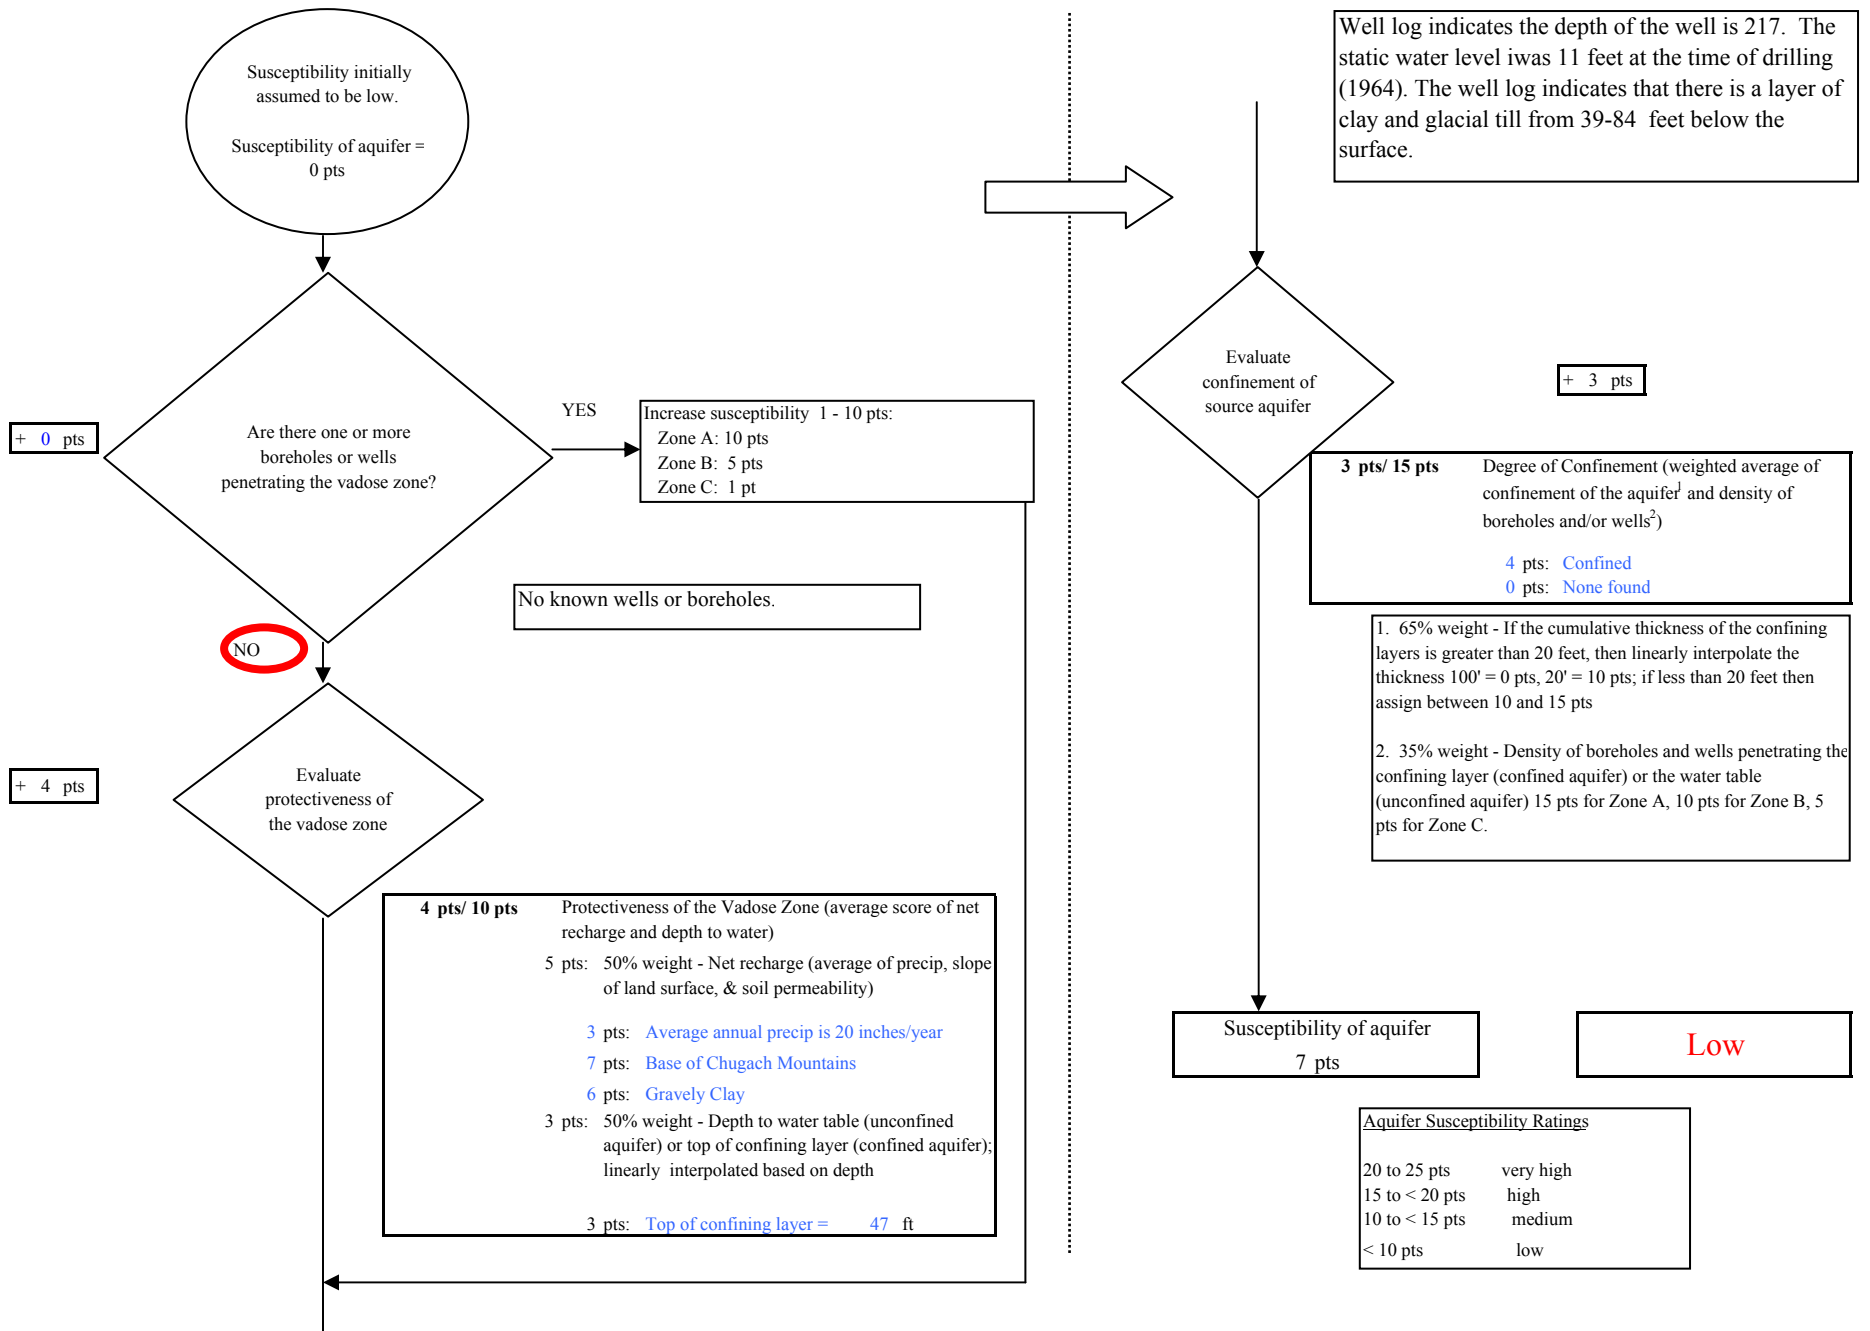 Susceptibility initially
assumed to be low.
Susceptibility of aquifer =
0 pts
+ 0 pts
Are there one or more
boreholes or wells
penetrating the vadose zone?
YES
Increase susceptibility 1 - 10 pts:
Zone A: 10 pts
Zone B: 5 pts
Zone C: 1 pt
No known wells or boreholes.
NO
+ 4 pts
Evaluate
protectiveness of
the vadose zone
4 pts/ 10 pts
Protectiveness of the Vadose Zone (average score of net
recharge and depth to water)
5 pts: 50% weight - Net recharge (average of precip, slope
of land surface, & soil permeability)
3 pts: Average annual precip is 20 inches/year
7 pts: Base of Chugach Mountains
6 pts: Gravely Clay
3 pts: 50% weight - Depth to water table (unconfined
aquifer) or top of confining layer (confined aquifer);
linearly interpolated based on depth
3 pts: Top of confining layer = 47 ft
Well log indicates the depth of the well is 217. The
static water level iwas 11 feet at the time of drilling
(1964). The well log indicates that there is a layer of
clay and glacial till from 39-84 feet below the
surface.
Evaluate
confinement of
source aquifer
+ 3 pts
3 pts/ 15 pts
Degree of Confinement (weighted average of
confinement of the aquifer1 and density of
boreholes and/or wells2)
4 pts: Confined
0 pts: None found
1. 65% weight - If the cumulative thickness of the confining
layers is greater than 20 feet, then linearly interpolate the
thickness 100' = 0 pts, 20' = 10 pts; if less than 20 feet then
assign between 10 and 15 pts
2. 35% weight - Density of boreholes and wells penetrating the
confining layer (confined aquifer) or the water table
(unconfined aquifer) 15 pts for Zone A, 10 pts for Zone B, 5
pts for Zone C.
Susceptibility of aquifer
7 pts
Low
Aquifer Susceptibility Ratings
20 to 25 pts very high
15 to < 20 pts high
10 to < 15 pts medium
< 10 pts low